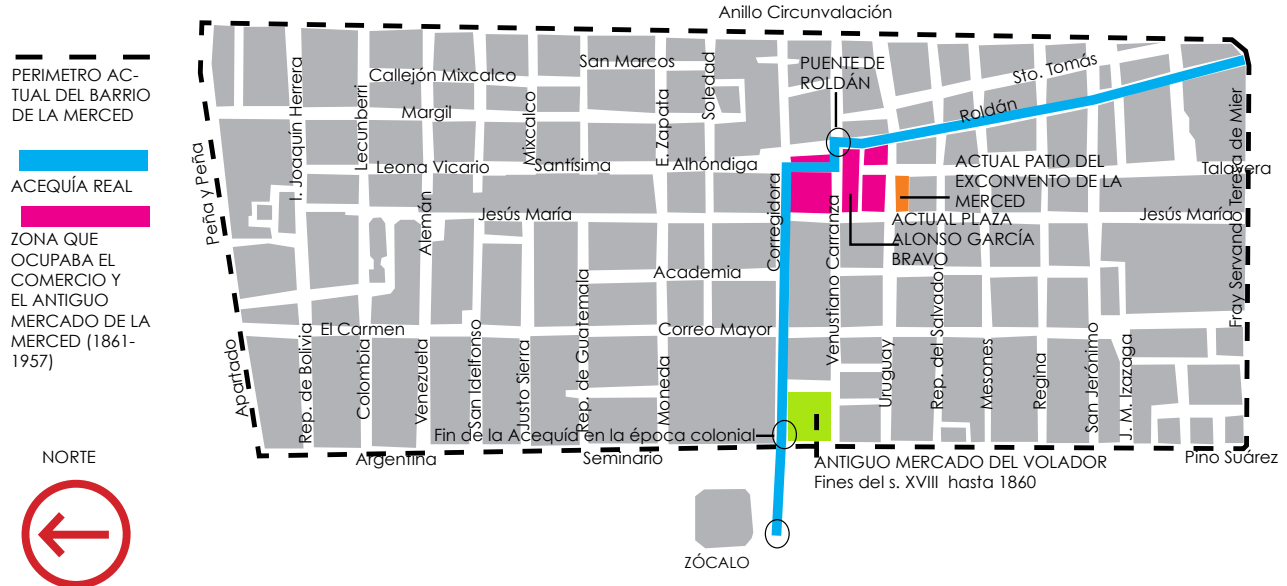 Anillo Circunvalación
PERIMETRO AC-
TUAL DEL BARRIO
DE LA MERCED
ACEQUÍA REAL
ZONA QUE
OCUPABA EL
COMERCIO Y
EL ANTIGUO
MERCADO DE LA
MERCED (1861-
1957)
NORTE
Peña y Peña
I. Joaquín Herrera
Lecunberri
Callejón Mixcalco
Margil
San Marcos
Mixcalco
E. Zapata
Soledad
PUENTE DE
ROLDÁN
Sto. Tomás
Roldán
Fray Servando Teresa de Mier
Leona Vicario
Santísima
Alhóndiga
ACTUAL PATIO DEL
EXCONVENTO DE LA
MERCED
Talavera
Alemán
Jesús María
Corregidora
Venustiano Carranza
ACTUAL PLAZA
ALONSO GARCÍA
BRAVO
Jesús María
Academia
El Carmen
Correo Mayor
Apartado
Rep. de Bolivia
Colombia
Venezuela
San Idelfonso
Justo Sierra
Rep. de Guatemala
Moneda
Uruguay
Rep. del Salvador
Mesones
Regina
San Jerónimo
J. M. Izazaga
Fin de la Acequía en la época colonial
Argentina
Seminario
Pino Suárez
ANTIGUO MERCADO DEL VOLADOR
Fines del s. XVIII hasta 1860
ZÓCALO